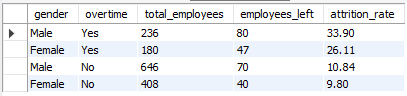 gender overtime total_employees employees_left attrition_rate
Male Yes 236 80 33.90
Female Yes 180 47 26.11
Male No 646 70 10.84
Female No 408 40 9.80